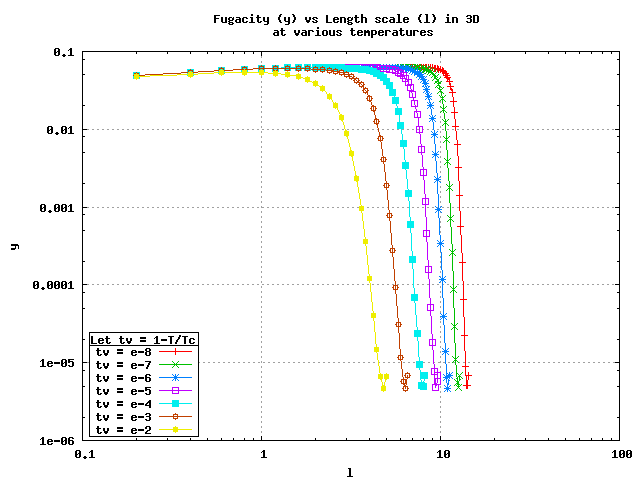 Fugacity (y) vs Length scale (l) in 3D
at various temperatures
0.1
0.01
0.001
0.0001
1e-05
1e-06
y
Let tv = 1-T/Tc
tv = e-8
tv = e-7
tv = e-6
tv = e-5
tv = e-4
tv = e-3
tv = e-2
0.1 1 10 100
l